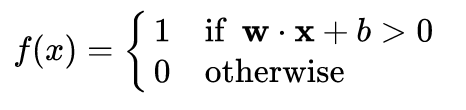 f(x) = { 1 if w · x + b > 0
0 otherwise